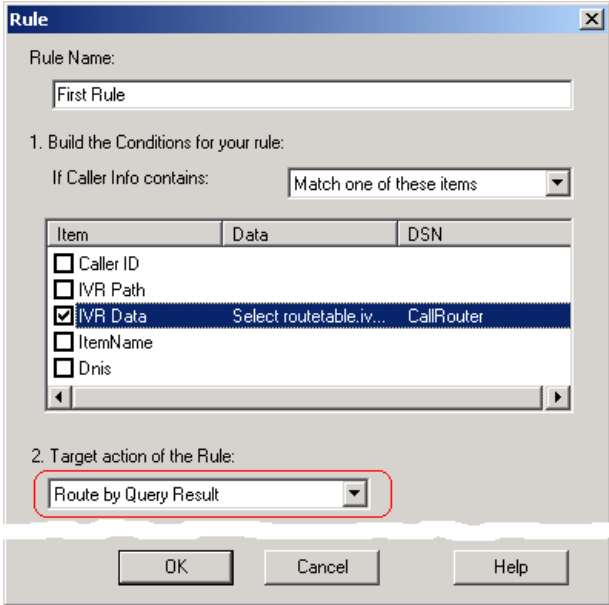 Rule
Rule Name:
First Rule
1. Build the Conditions for your rule:
If Caller Info contains: Match one of these items
Item Data DSN
Caller ID
IVR Path
IVR Data Select routetable.iv... CallRouter
ItemName
Dnis
2. Target action of the Rule:
Route by Query Result
OK Cancel Help